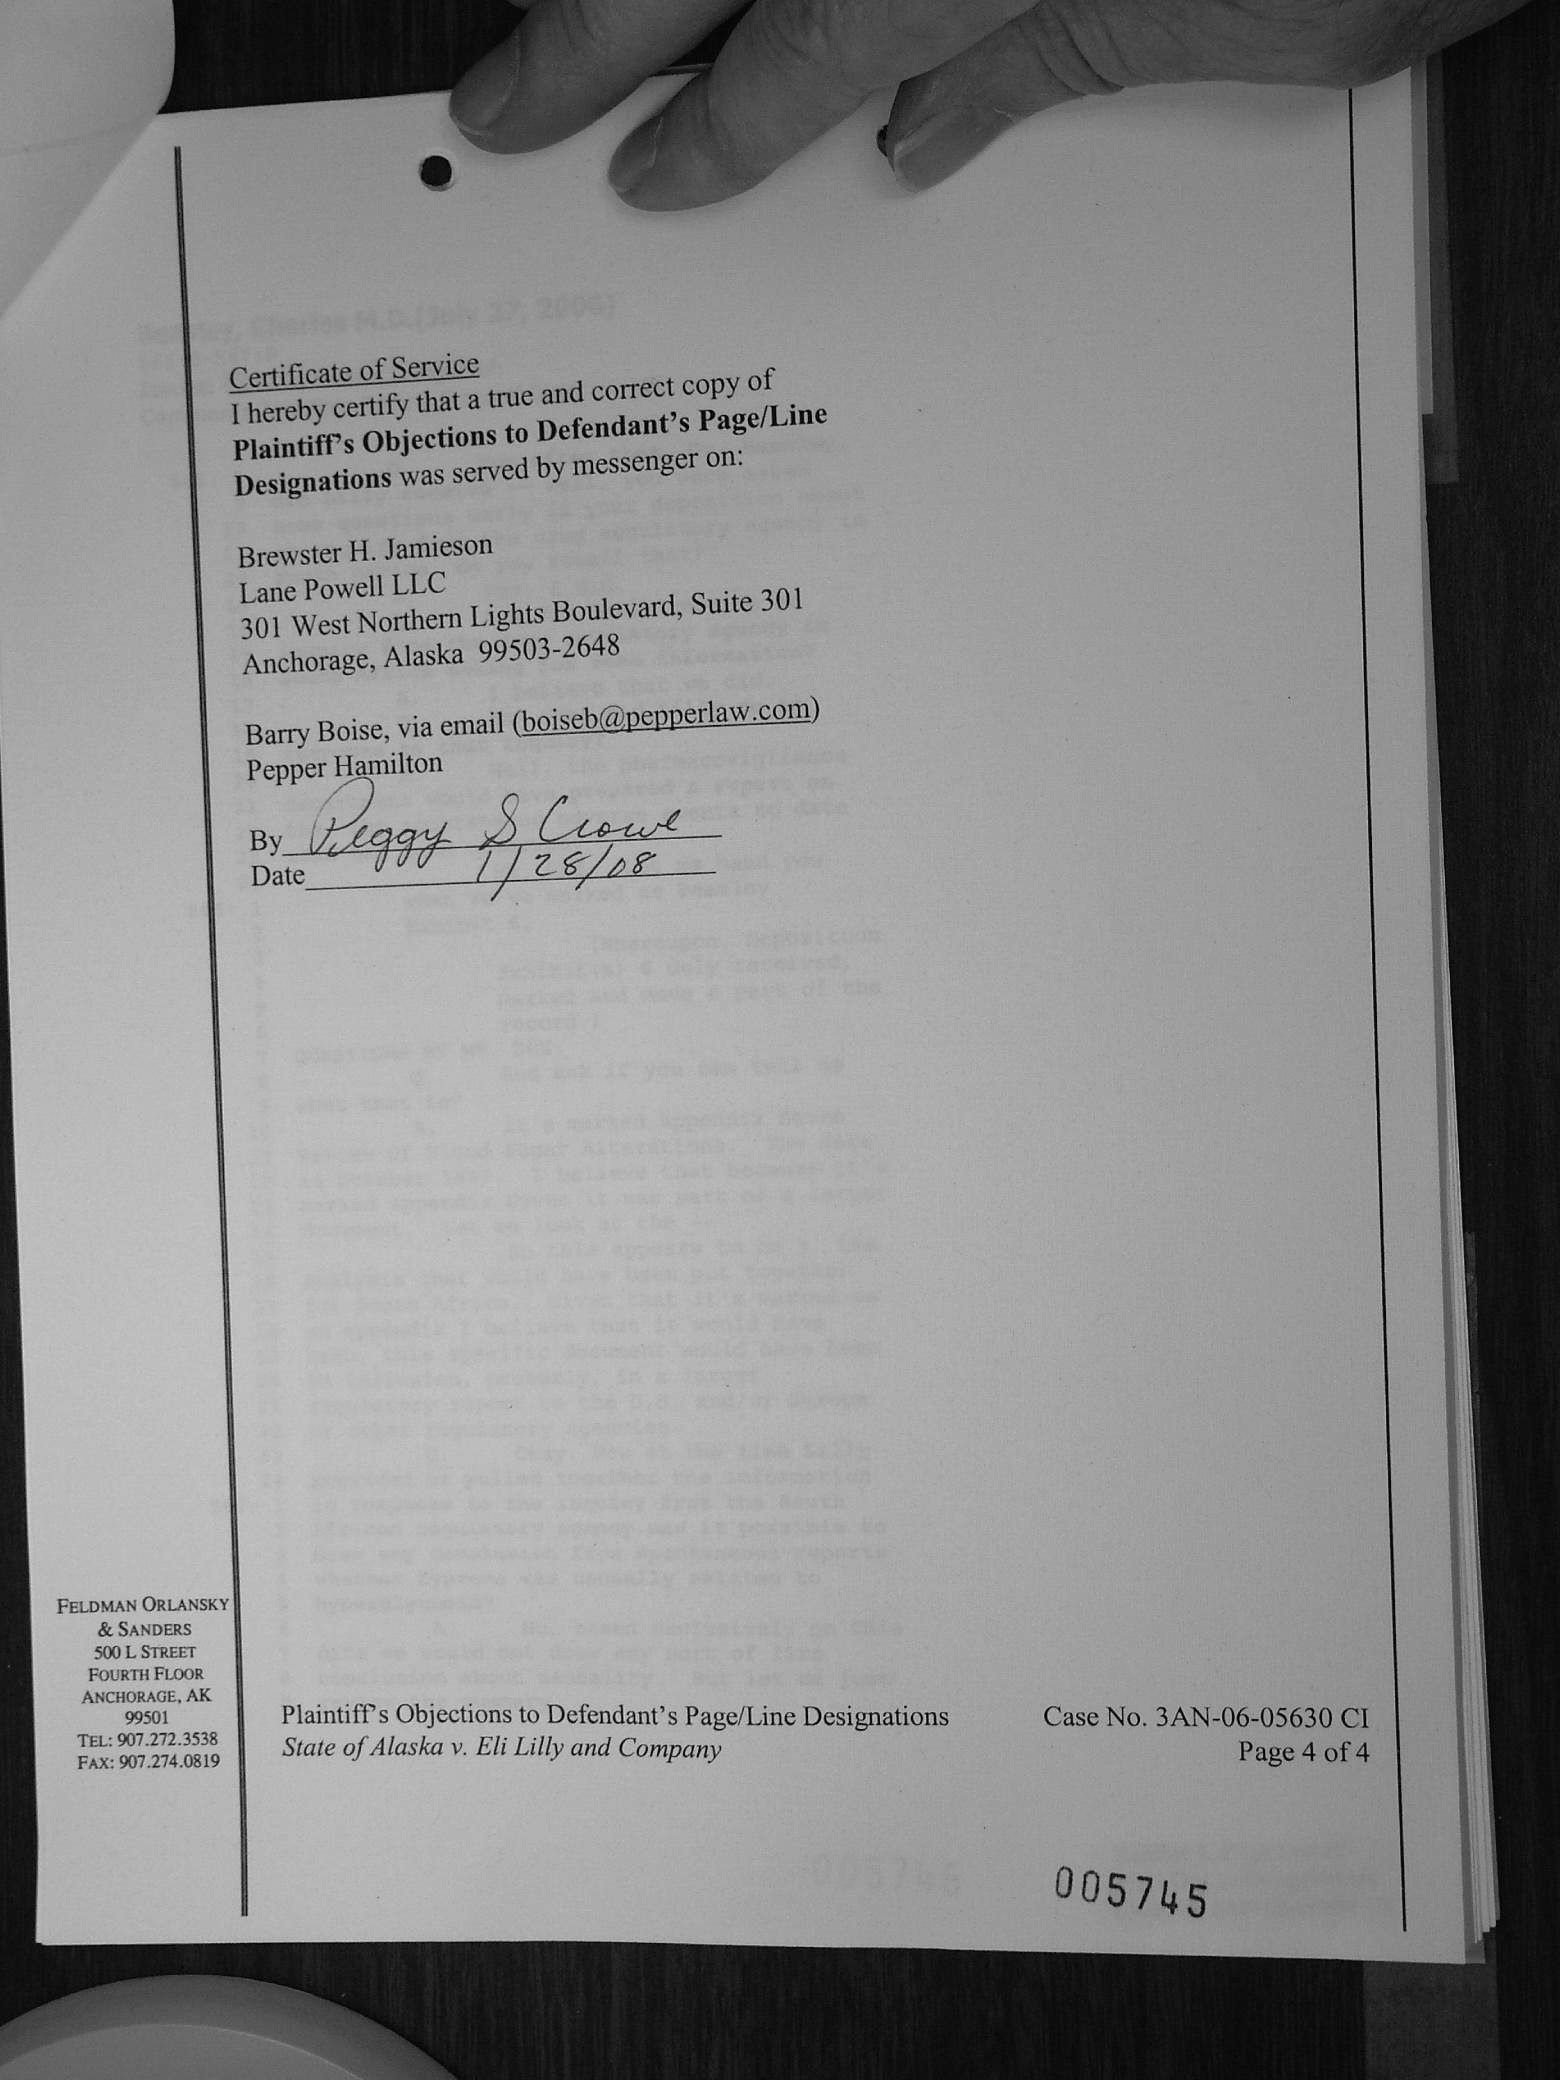 Certificate of Service
I hereby certify that a true and correct copy of
Plaintiff's Objections to Defendant's Page/Line
Designations was served by messenger on:
Brewster H. Jamieson
Lane Powell LLC
301 West Northern Lights Boulevard, Suite 301
Anchorage, Alaska 99503-2648
Barry Boise, via email (boiseb@pepperlaw.com)
Pepper Hamilton
By Peggy S Crowe
Date 1/28/08
FELDMAN ORLANSKY
& SANDERS
500 L STREET
FOURTH FLOOR
ANCHORAGE, AK
99501
TEL: 907.272.3538
FAX: 907.274.0819
Plaintiff's Objections to Defendant's Page/Line Designations Case No. 3AN-06-05630 CI
State of Alaska v. Eli Lilly and Company Page 4 of 4
005745